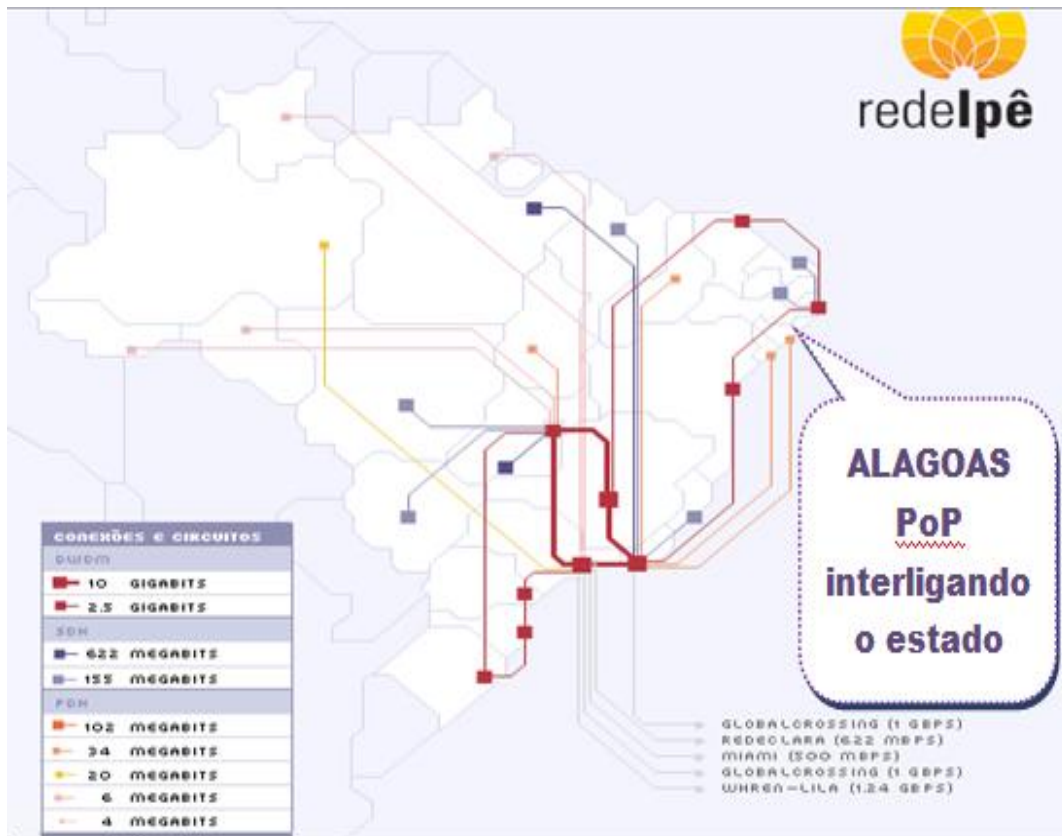 redeIpê
ALAGOAS
PoP
interligando
o estado
CONEXÕES E CIRCUITOS
DWDM
10 GIGABITS
2.5 GIGABITS
SDH
622 MEGABITS
155 MEGABITS
PDH
102 MEGABITS
34 MEGABITS
20 MEGABITS
6 MEGABITS
4 MEGABITS
GLOBALCROSSING (1 GBPS)
REDECLARA (622 MBPS)
MIAMI (500 MBPS)
GLOBALCROSSING (1 GBPS)
WHREN-LILA (1.24 GBPS)